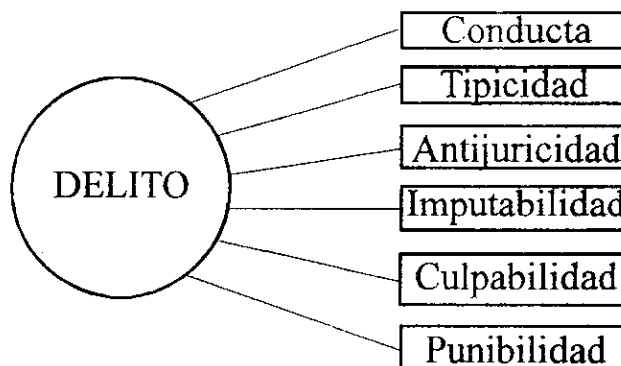 Conducta
Tipicidad
Antijuricidad
DELITO
Imputabilidad
Culpabilidad
Punibilidad